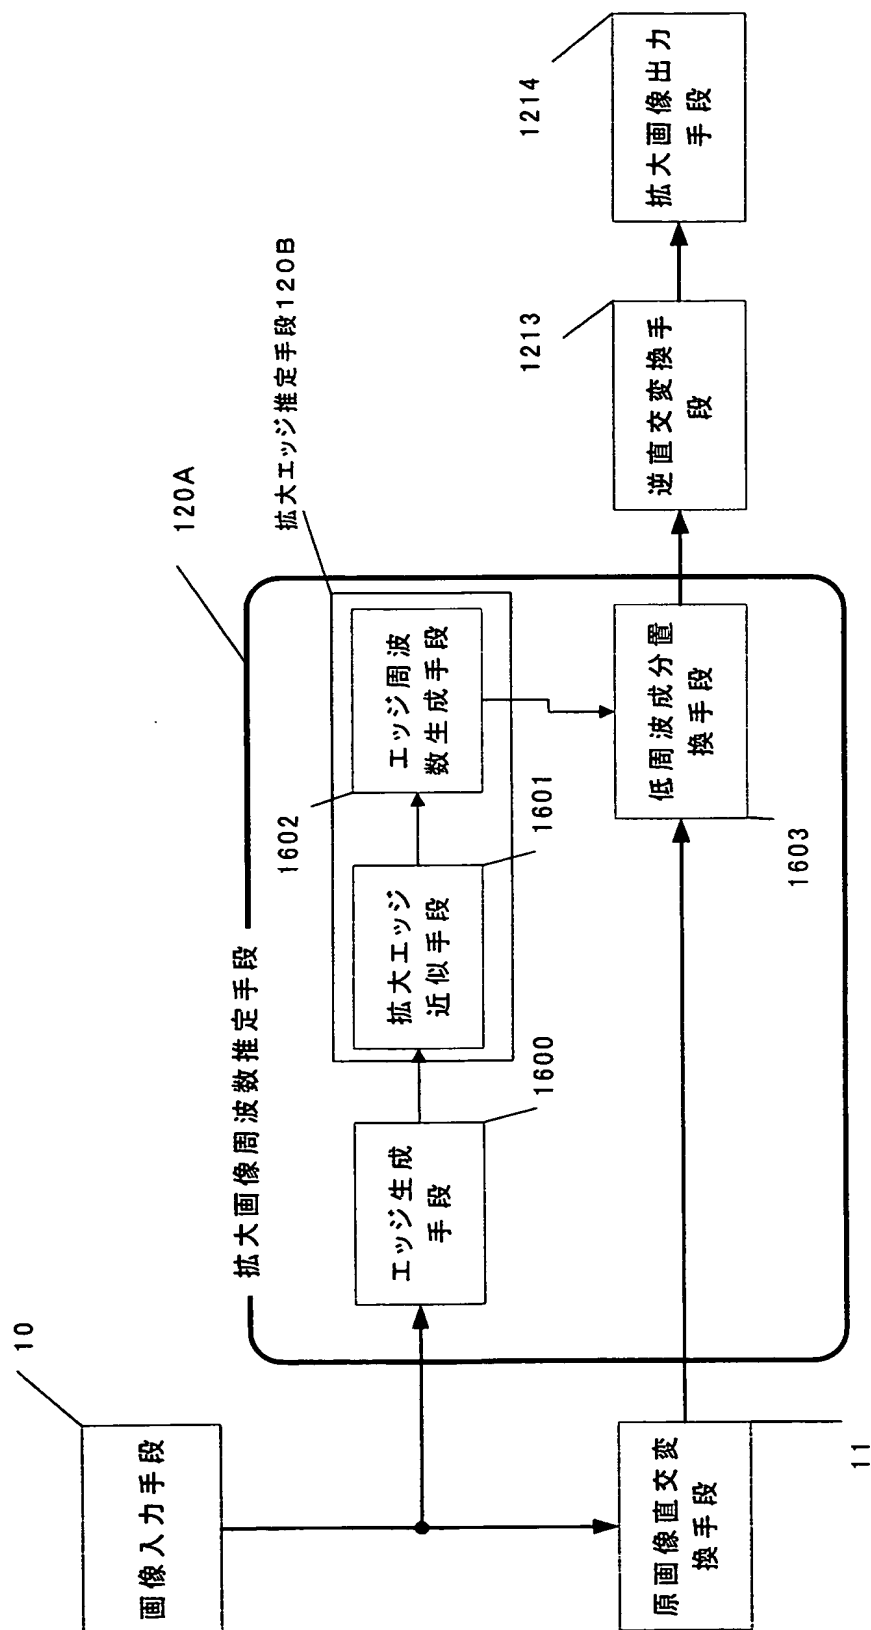 画像入力手段
10
原画像直交変
換手段
11
拡大画像周波数推定手段
120A
エッジ生成
手段
1600
拡大エッジ推定手段120B
拡大エッジ
近似手段
1601
エッジ周波
数生成手段
1602
低周波成分置
換手段
1603
逆直交変換手
段
1213
拡大画像出力
手段
1214